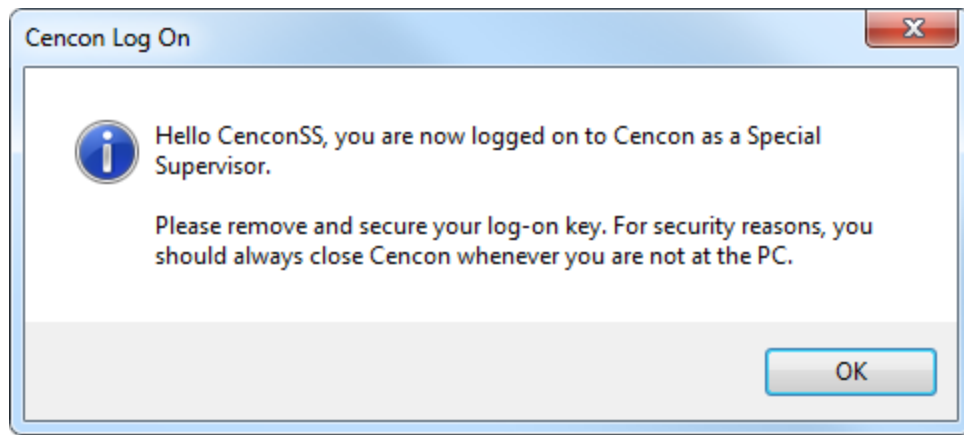 Cencon Log On
Hello CenconSS, you are now logged on to Cencon as a Special
Supervisor.
Please remove and secure your log-on key. For security reasons, you
should always close Cencon whenever you are not at the PC.
OK